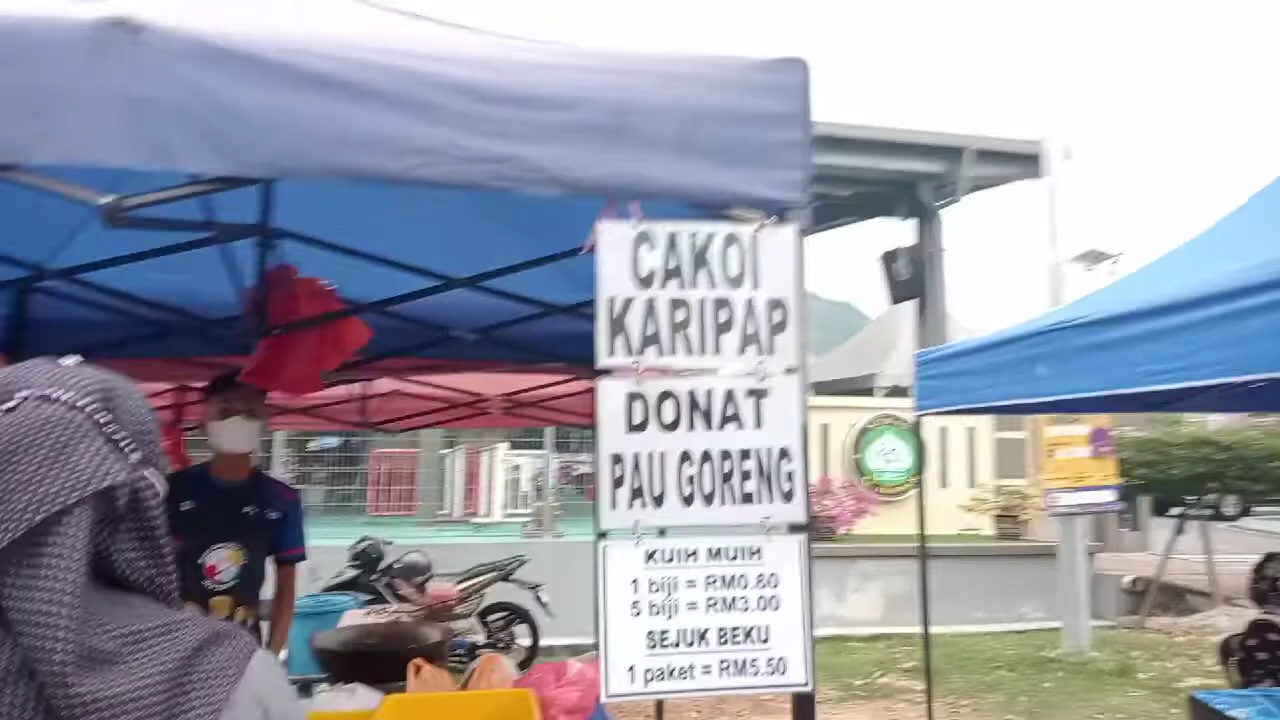 CAKOI
KARIPAP
DONAT
PAU GORENG
KUIH MUIH
1 biji = RM0.60
5 biji = RM3.00
SEJUK BEKU
1 paket = RM5.50